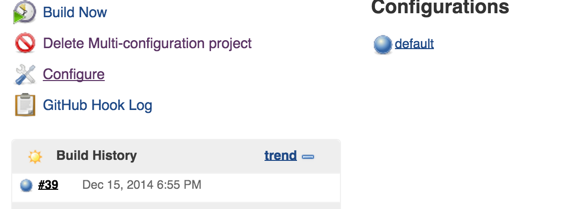 Build Now
Configurations
Delete Multi-configuration project
default
Configure
GitHub Hook Log
Build History trend
#39 Dec 15, 2014 6:55 PM